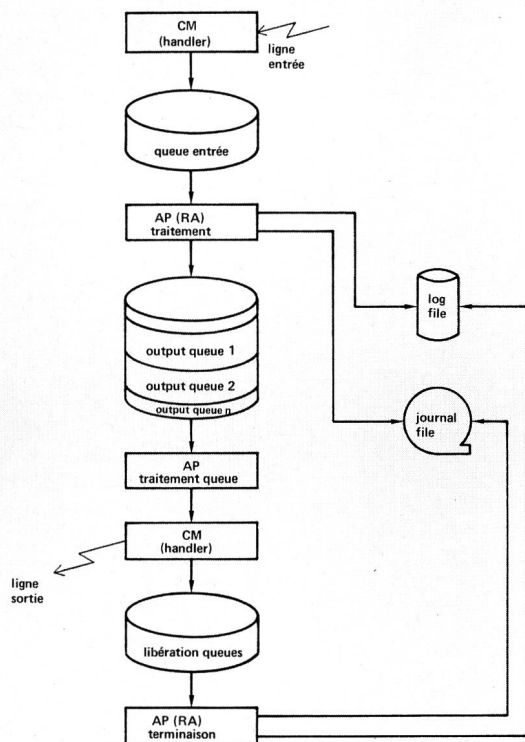 CM
(handler)
ligne
entrée
queue entrée
AP (RA)
traitement
log
file
output queue 1
output queue 2
output queue n
journal
file
AP
traitement queue
CM
(handler)
ligne
sortie
libération queues
AP (RA)
terminaison